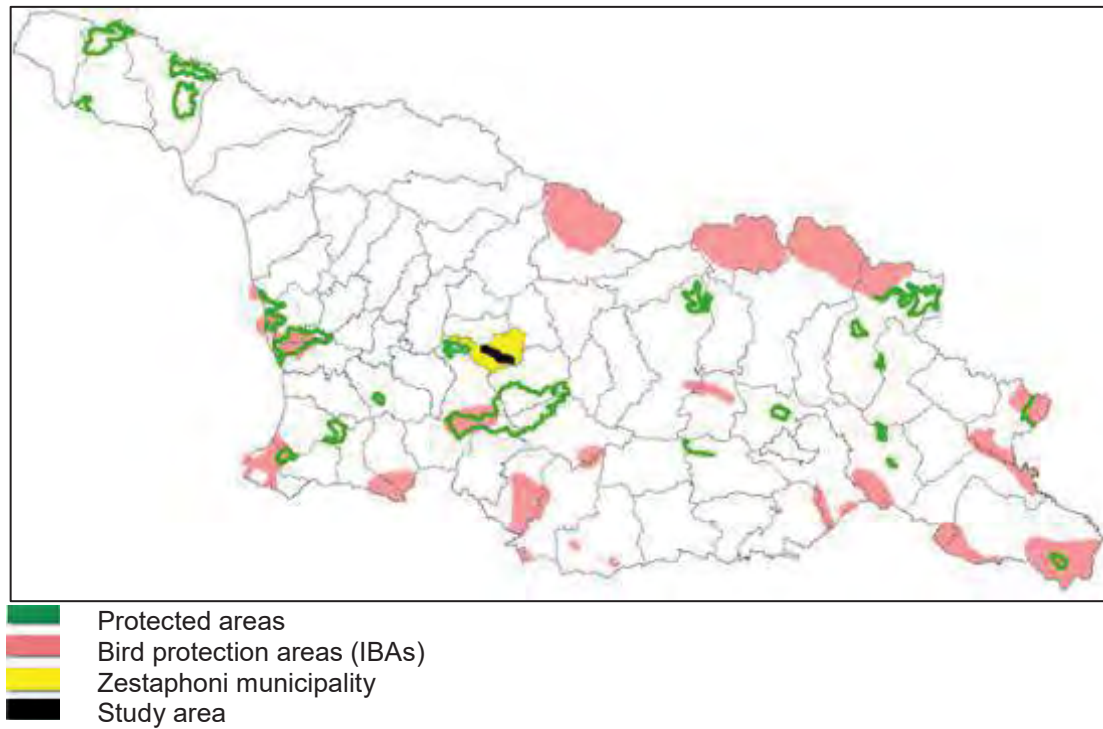 Protected areas
Bird protection areas (IBAs)
Zestaphoni municipality
Study area